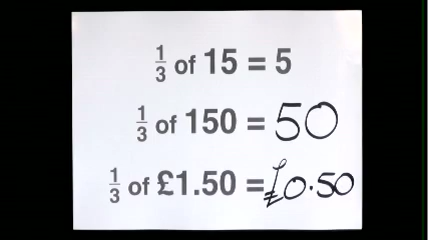 1/3 of 15 = 5
1/3 of 150 = 50
1/3 of £1.50 = £0.50